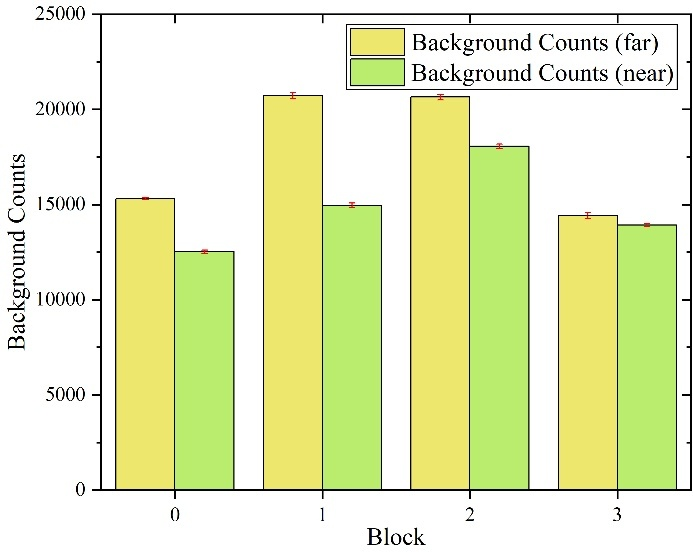 25000
20000
15000
10000
5000
0
Background Counts
Background Counts (far)
Background Counts (near)
0 1 2 3
Block